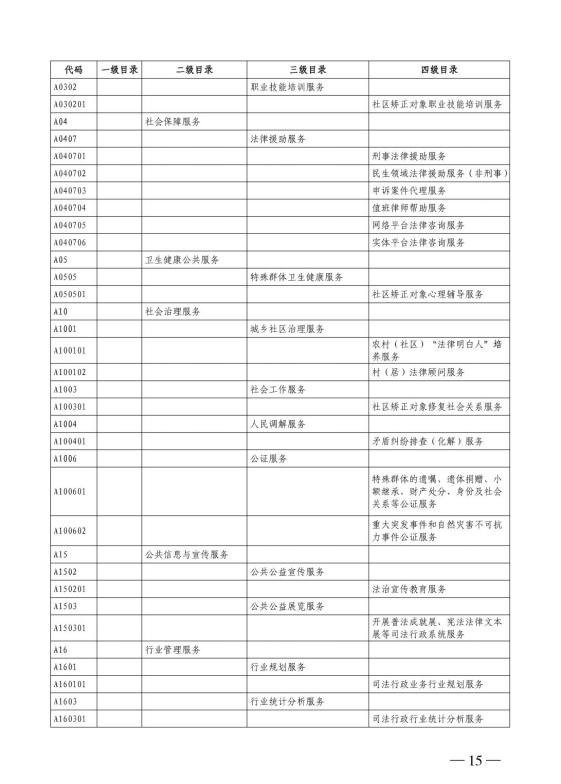 代码 一级目录 二级目录 三级目录 四级目录
A0302 职业技能培训服务
A030201 社区矫正对象职业技能培训服务
A04 社会保障服务
A0407 法律援助服务
A040701 刑事法律援助服务
A040702 民生领域法律援助服务（非刑事）
A040703 申诉案件代理服务
A040704 值班律师帮助服务
A040705 网络平台法律咨询服务
A040706 实体平台法律咨询服务
A05 卫生健康公共服务
A0505 特殊群体卫生健康服务
A050501 社区矫正对象心理辅导服务
A10 社会治理服务
A1001 城乡社区治理服务
A100101 农村（社区）“法律明白人”培
养服务
A100102 村（居）法律顾问服务
A1003 社会工作服务
A100301 社区矫正对象修复社会关系服务
A1004 人民调解服务
A100401 矛盾纠纷排查（化解）服务
A1006 公证服务
A100601 特殊群体的遗嘱、遗体捐赠、小
额继承、财产处分、身份及社会
关系等公证服务
A100602 重大突发事件和自然灾害不可抗
力事件公证服务
A15 公共信息与宣传服务
A1502 公共公益宣传服务
A150201 法治宣传教育服务
A1503 公共公益展览服务
A150301 开展普法成就展、宪法法律文本
展等司法行政系统服务
A16 行业管理服务
A1601 行业规划服务
A160101 司法行政业务行业规划服务
A1603 行业统计分析服务
A160301 司法行政行业统计分析服务
— 15 —